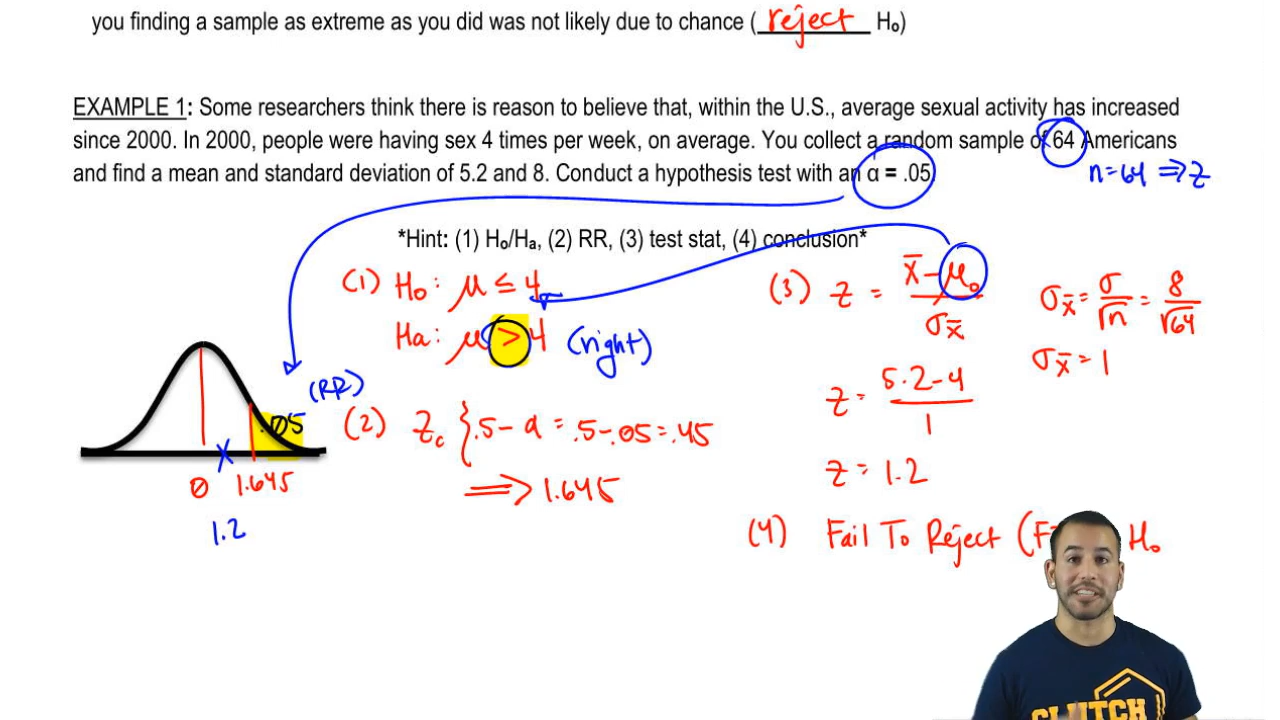 you finding a sample as extreme as you did was not likely due to chance (reject H₀)
EXAMPLE 1: Some researchers think there is reason to believe that, within the U.S., average sexual activity has increased
since 2000. In 2000, people were having sex 4 times per week, on average. You collect a random sample of 64 Americans
and find a mean and standard deviation of 5.2 and 8. Conduct a hypothesis test with an α = .05
n=64 ⇒ Z
*Hint: (1) H₀/Hₐ, (2) RR, (3) test stat, (4) conclusion*
(1) H₀: μ ≤ 4
Ha: μ > 4 (right)
(RR)
.05
0 1.645
1.2
(2) Zc { .5 - α = .5-.05 = .45
⇒ 1.645
(3) Z = (x̄ - μ₀) / σx̄
σx̄ = σ/√n = 8/√64
σx̄ = 1
Z = (5.2 - 4) / 1
Z = 1.2
(4) Fail To Reject (F H₀
CLUTCH